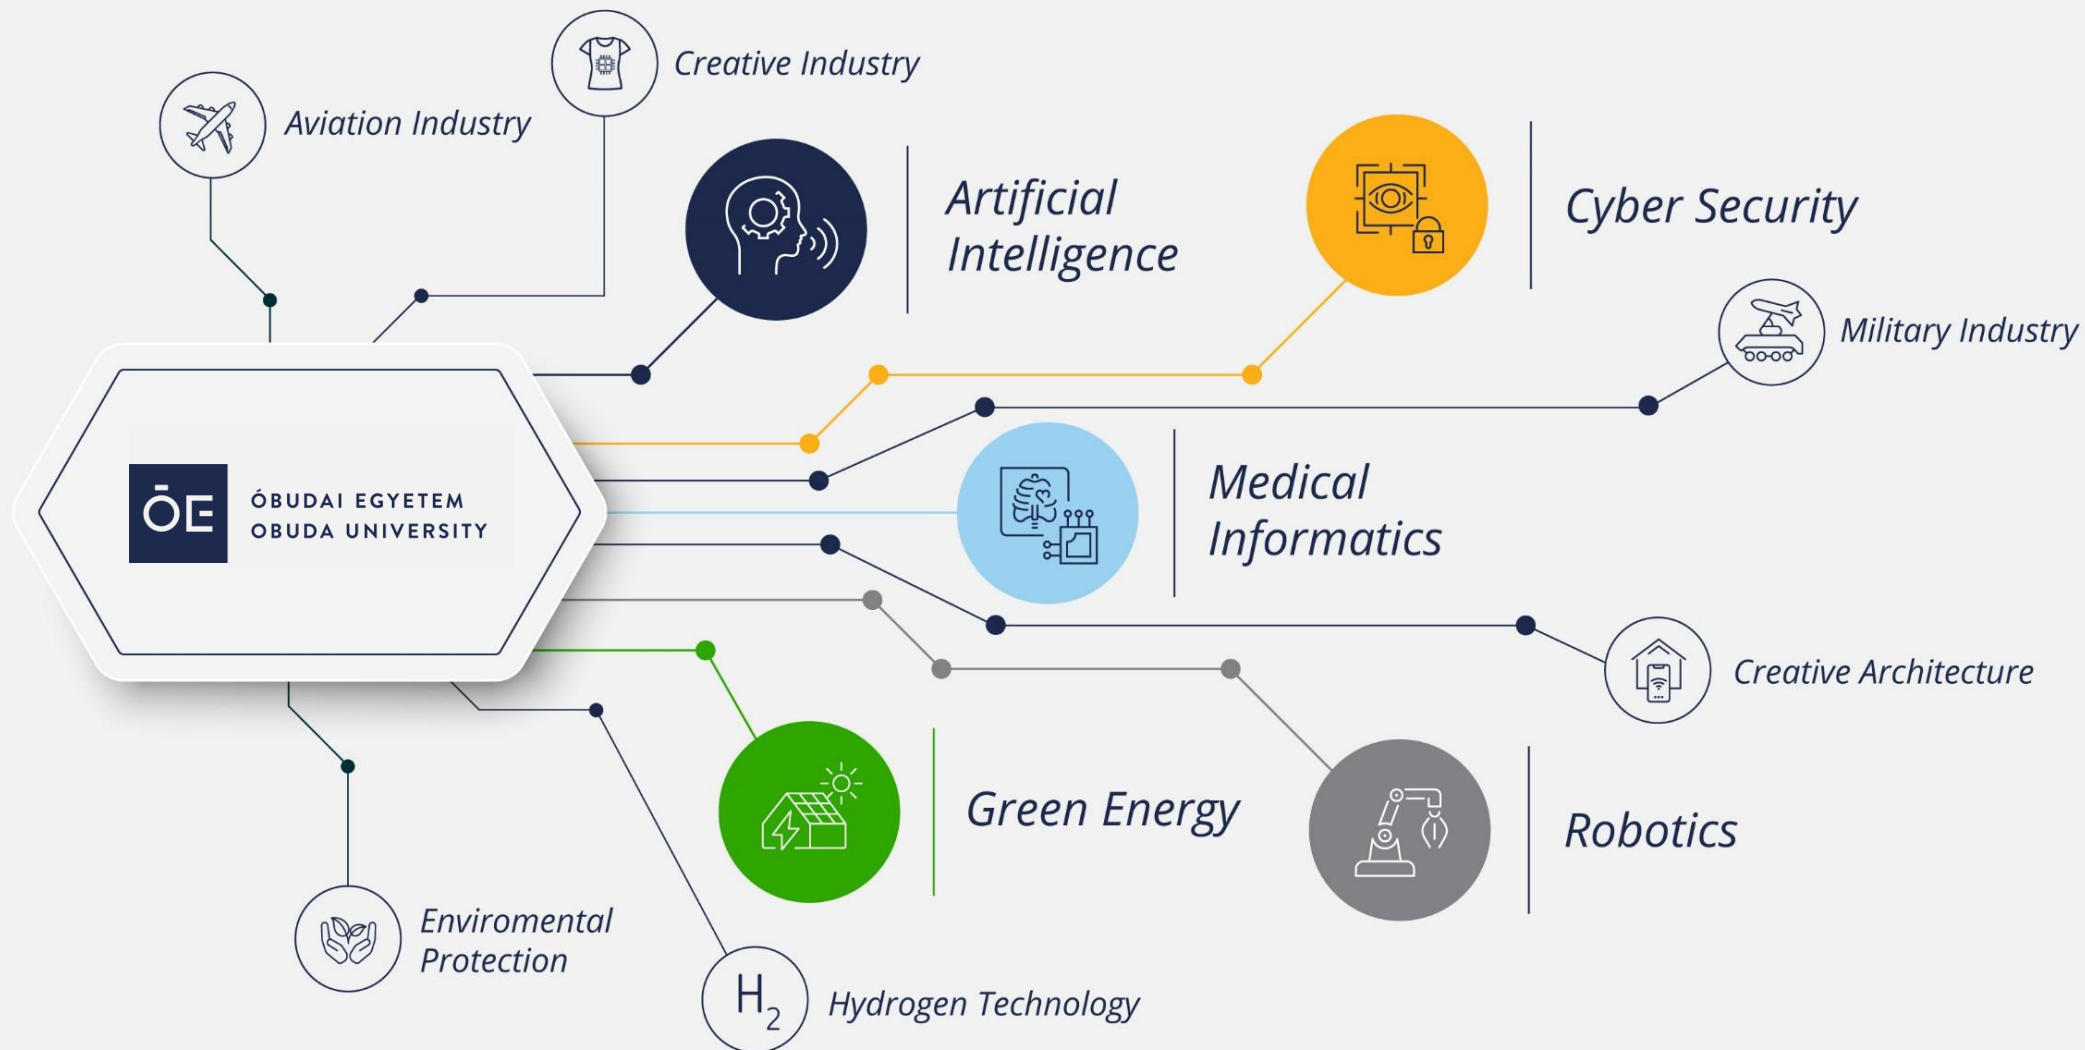 Creative Industry
Aviation Industry
Artificial
Intelligence
Cyber Security
Military Industry
ŌE
ÓBUDAI EGYETEM
OBUDA UNIVERSITY
Medical
Informatics
Creative Architecture
Green Energy
Robotics
Enviromental
Protection
H₂
Hydrogen Technology